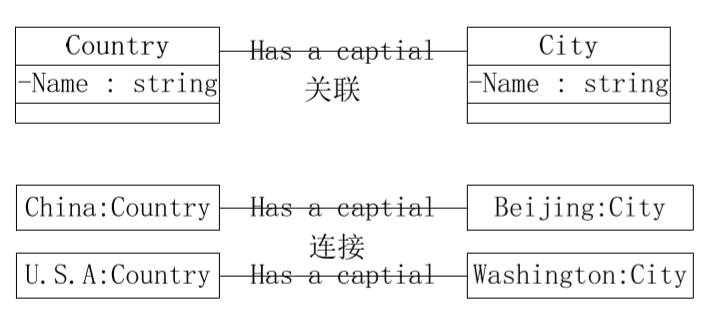 Country Has a captial City
-Name : string 关联 -Name : string
China:Country Has a captial Beijing:City
连接
U.S.A:Country Has a captial Washington:City